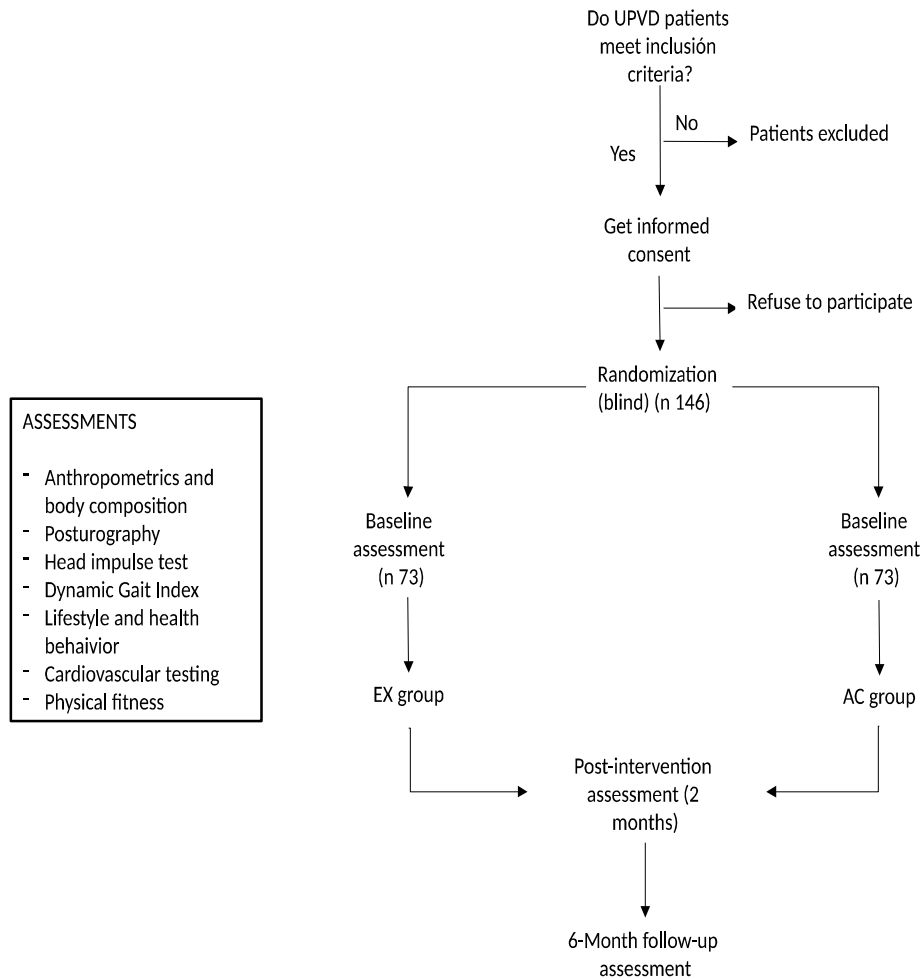 Do UPVD patients
meet inclusión
criteria?
No
Patients excluded
Yes
Get informed
consent
Refuse to participate
Randomization
(blind) (n 146)
ASSESSMENTS
- Anthropometrics and
body composition
- Posturography
- Head impulse test
- Dynamic Gait Index
- Lifestyle and health
behaivior
- Cardiovascular testing
- Physical fitness
Baseline
assessment
(n 73)
Baseline
assessment
(n 73)
EX group
AC group
Post-intervention
assessment (2
months)
6-Month follow-up
assessment